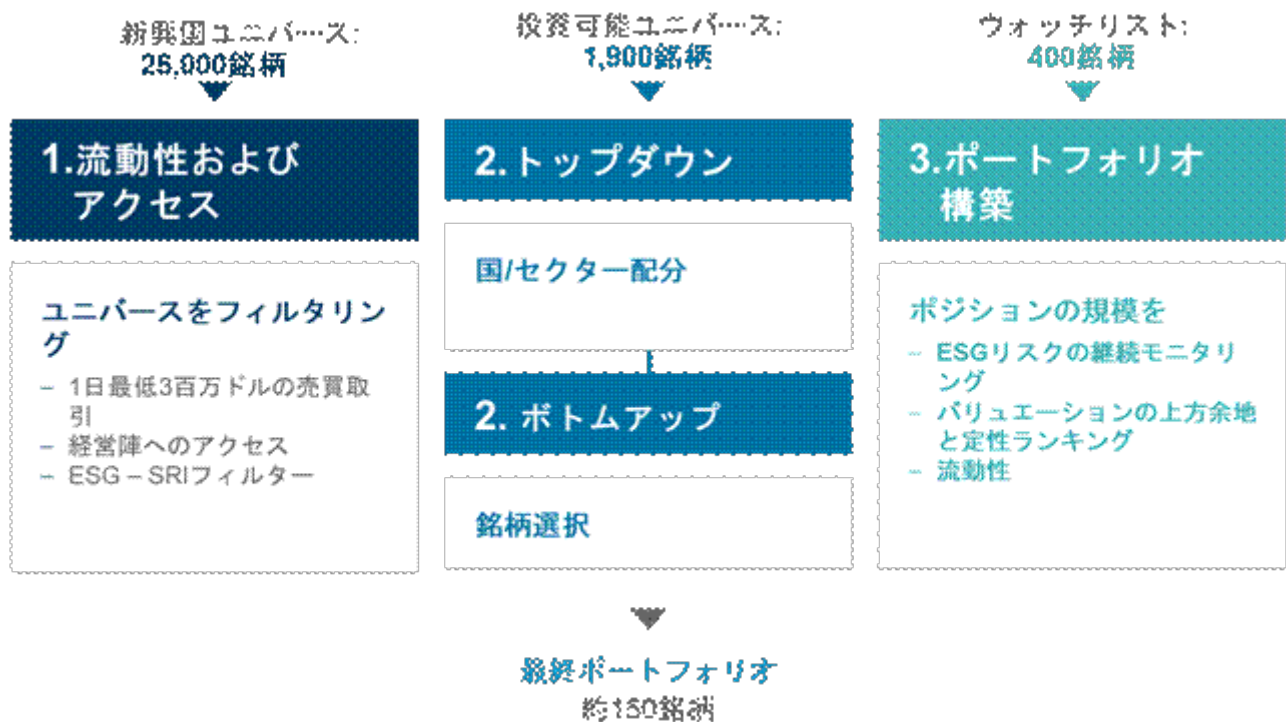 新興国ユニバース:
25,000銘柄
投資可能ユニバース:
1,900銘柄
ウォッチリスト:
400銘柄
1.流動性および
アクセス
ユニバースをフィルタリン
グ
– 1日最低3百万ドルの売買取
引
– 経営陣へのアクセス
– ESG – SRIフィルター
2.トップダウン
国/セクター配分
2. ボトムアップ
銘柄選択
3.ポートフォリオ
構築
ポジションの規模を
– ESGリスクの継続モニタリ
ング
– バリュエーションの上方余地
と定性ランキング
– 流動性
最終ポートフォリオ
約150銘柄